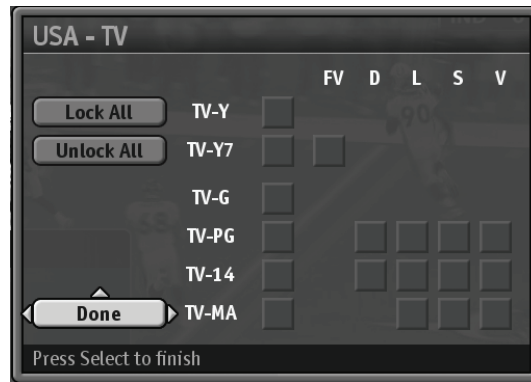 USA - TV
FV D L S V
Lock All TV-Y
Unlock All TV-Y7
TV-G
TV-PG
TV-14
Done TV-MA
Press Select to finish